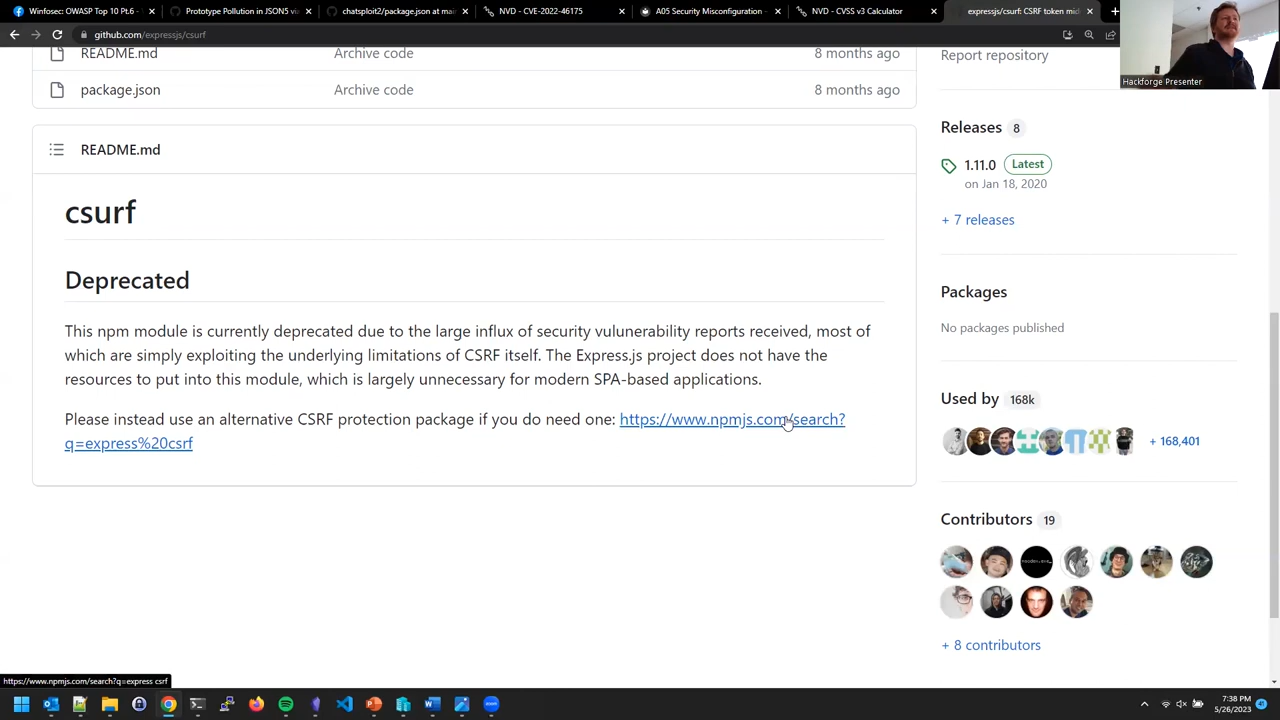 Winfosec: OWASP Top 10 Pt.6 -
Prototype Pollution in JSON5 via
chatsploit2/package.json at ma
NVD - CVE-2022-46175
A05 Security Misconfiguration -
NVD - CVSS v3 Calculator
expressjs/csurf: CSRF token mid
github.com/expressjs/csurf
README.md Archive code 8 months ago
package.json Archive code 8 months ago
README.md
csurf
Deprecated
This npm module is currently deprecated due to the large influx of security vulunerability reports received, most of
which are simply exploiting the underlying limitations of CSRF itself. The Express.js project does not have the
resources to put into this module, which is largely unnecessary for modern SPA-based applications.
Please instead use an alternative CSRF protection package if you do need one: https://www.npmjs.com/search?
q=express%20csrf
Report repository
Hackforge Presenter
Releases 8
1.11.0 Latest
on Jan 18, 2020
+ 7 releases
Packages
No packages published
Used by 168k
+ 168,401
Contributors 19
+ 8 contributors
https://www.npmjs.com/search?q=express csrf
7:38 PM
5/26/2023